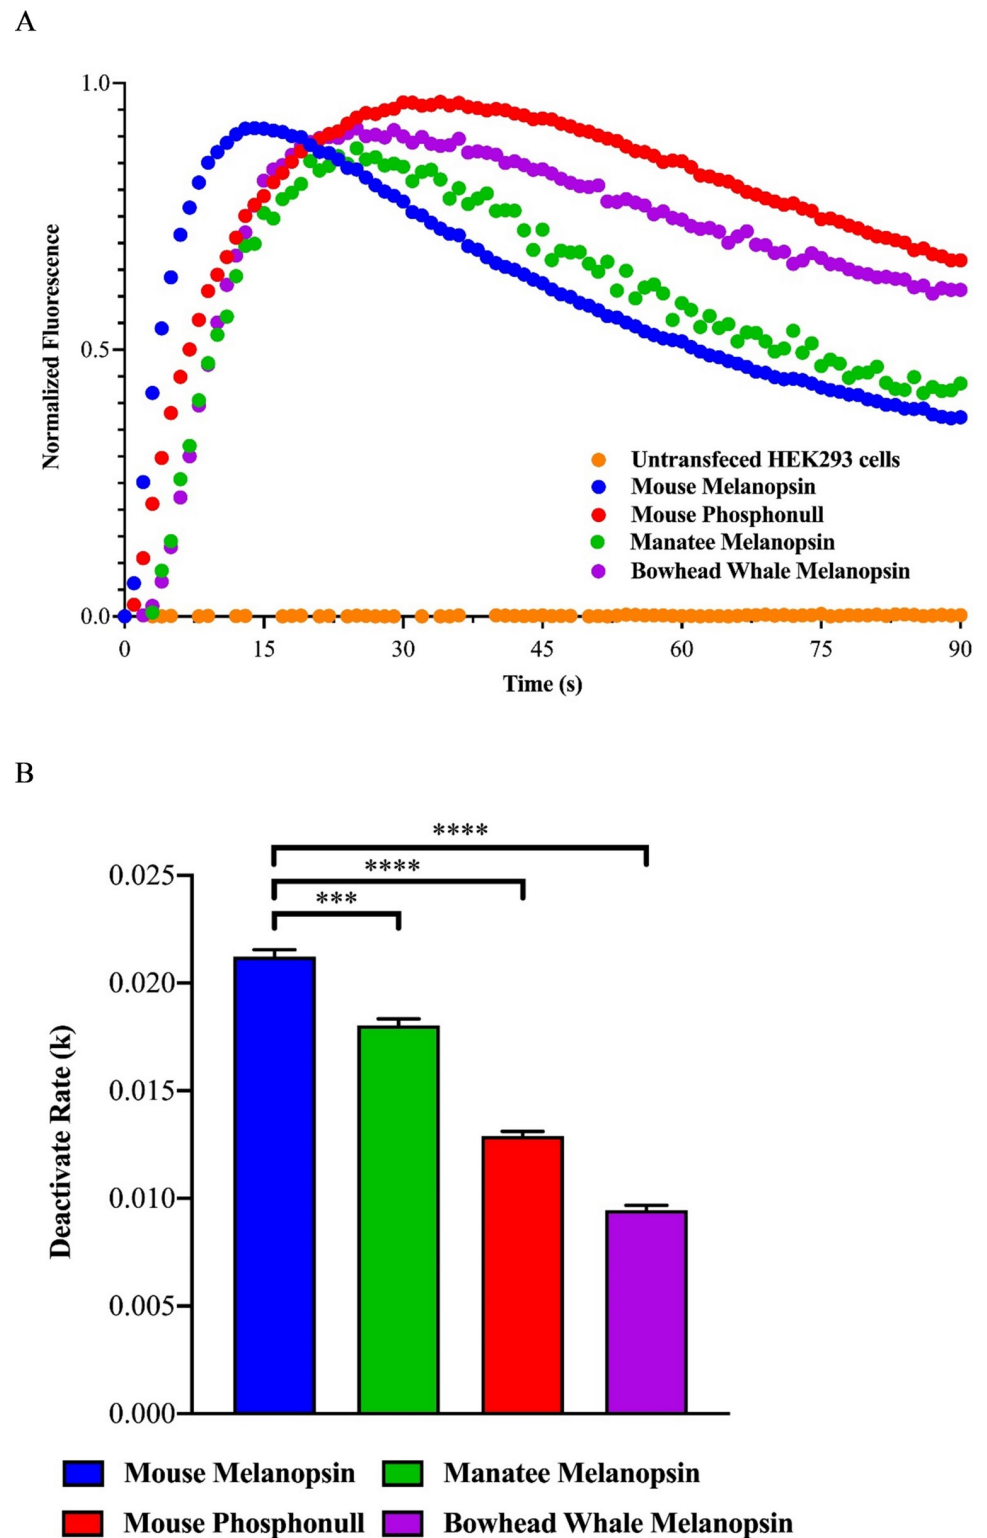 A
1.0
0.5
0.0
Normalized Fluorescence
Untransfeced HEK293 cells
Mouse Melanopsin
Mouse Phosphonull
Manatee Melanopsin
Bowhead Whale Melanopsin
0 15 30 45 60 75 90
Time (s)
B
****
****
***
0.025
0.020
0.015
0.010
0.005
0.000
Deactivate Rate (k)
Mouse Melanopsin Manatee Melanopsin
Mouse Phosphonull Bowhead Whale Melanopsin